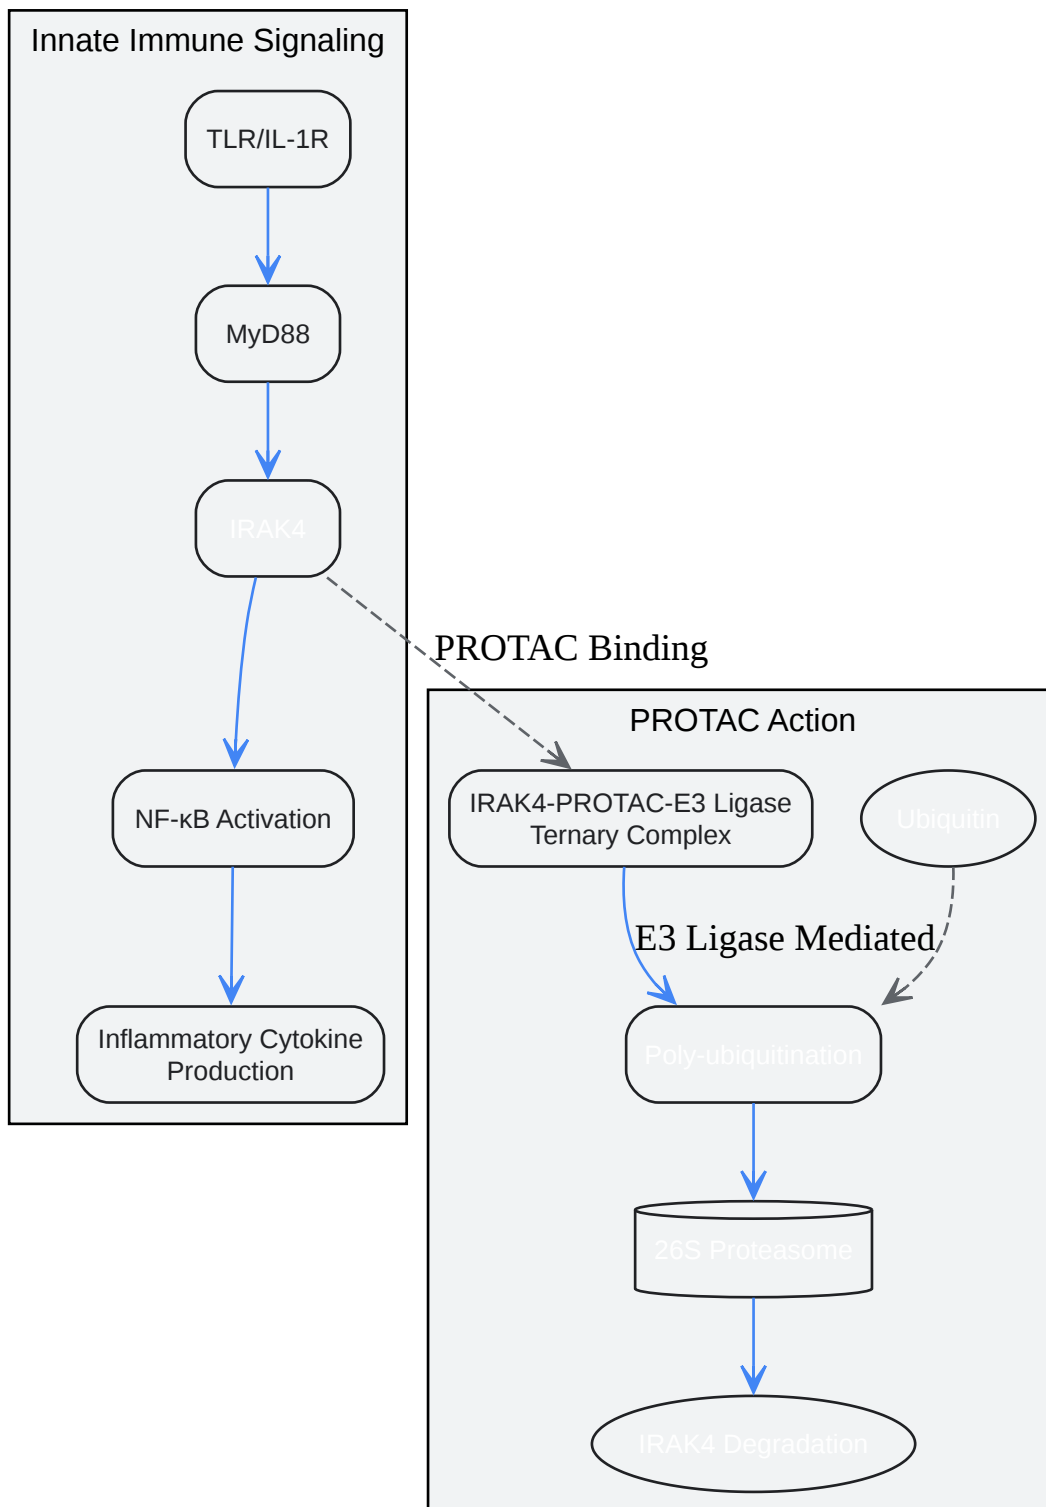 Innate Immune Signaling
TLR/IL-1R
MyD88
IRAK4
PROTAC Binding
NF-κB Activation
Inflammatory Cytokine
Production
PROTAC Action
IRAK4-PROTAC-E3 Ligase
Ternary Complex
Ubiquitin
E3 Ligase Mediated
Poly-ubiquitination
26S Proteasome
IRAK4 Degradation